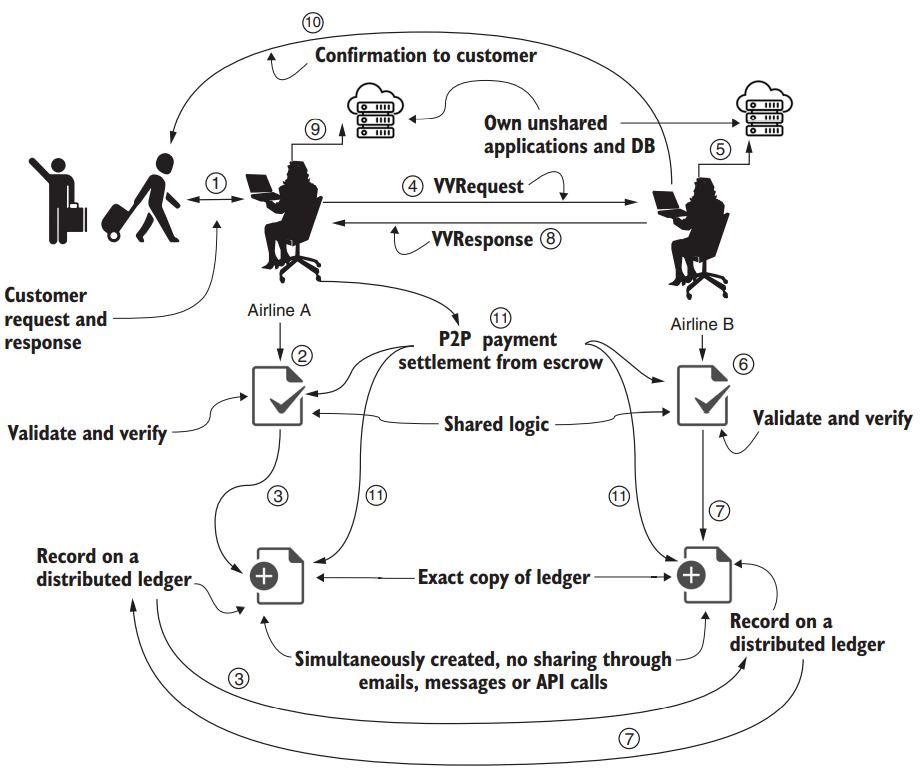 ⑩
Confirmation to customer
⑨
Own unshared
applications and DB
⑤
①
④ VVRequest
VVResponse ⑧
Customer
request and
response
Airline A
Airline B
⑪
P2P payment
settlement from escrow
②
⑥
Validate and verify
Shared logic
Validate and verify
③
⑪
⑪
⑦
Record on a
distributed ledger
Exact copy of ledger
Record on a
distributed ledger
Simultaneously created, no sharing through
emails, messages or API calls
③
⑦